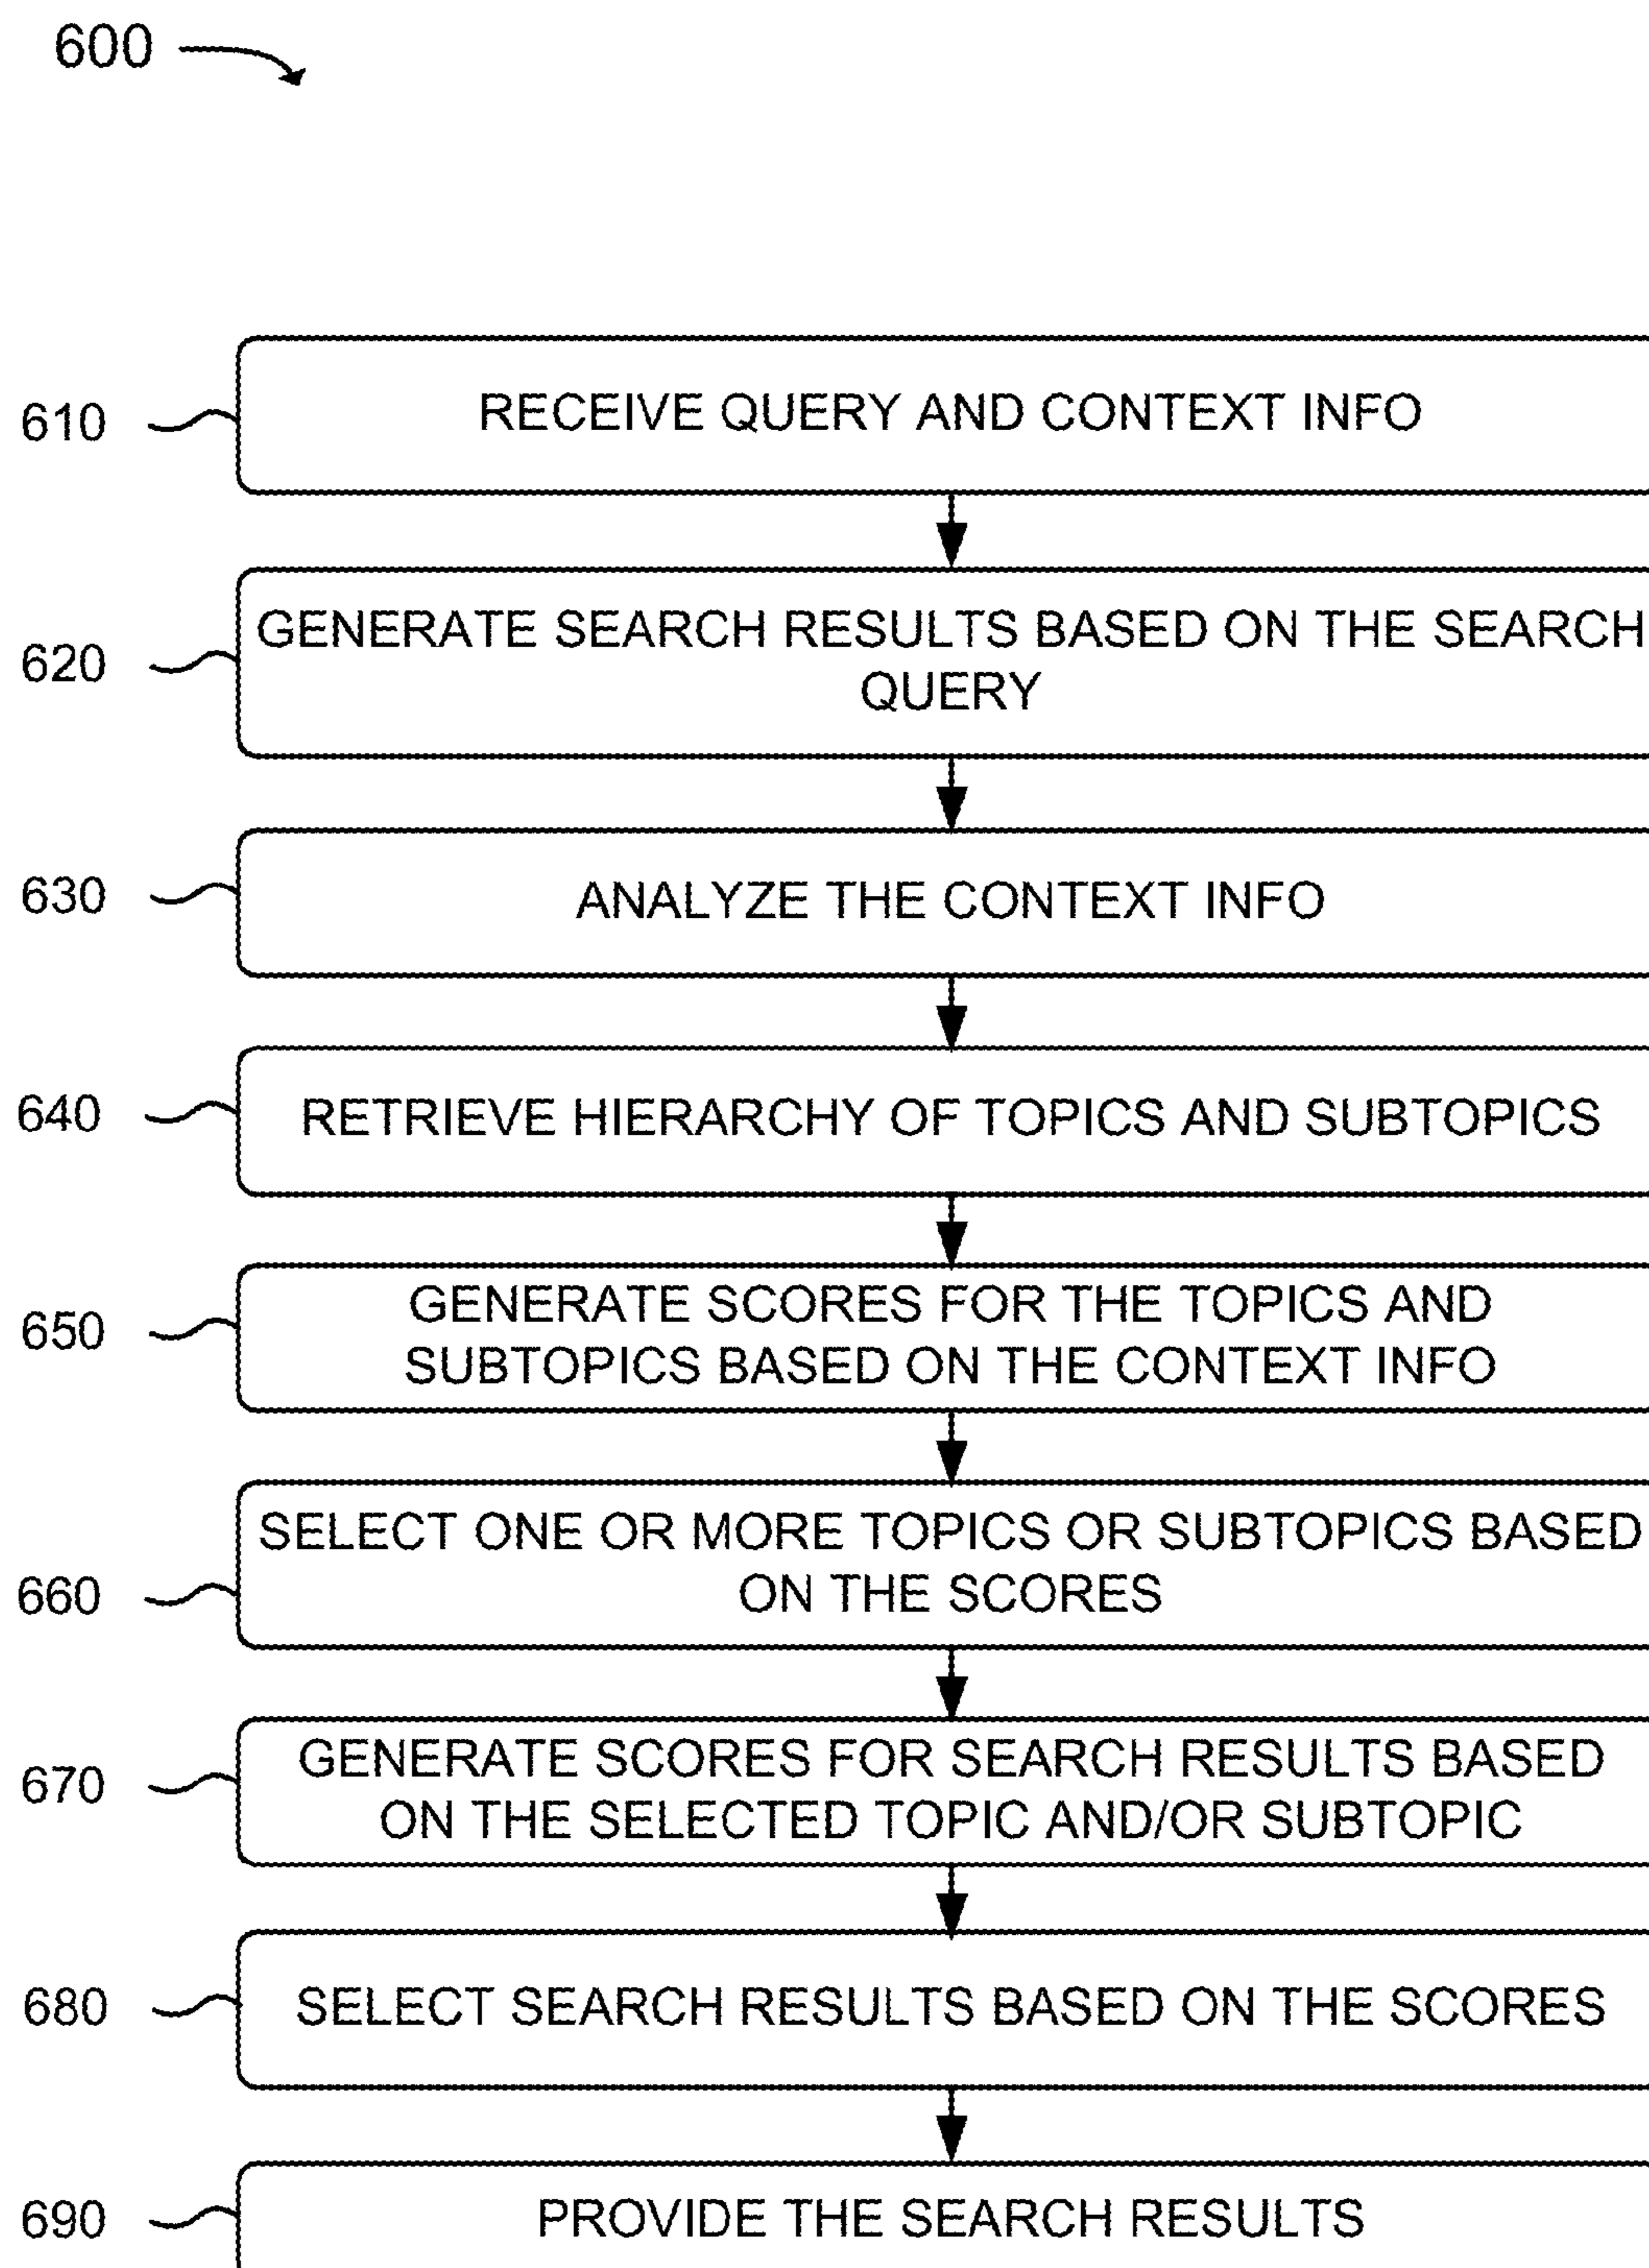 600
610
RECEIVE QUERY AND CONTEXT INFO
620
GENERATE SEARCH RESULTS BASED ON THE SEARCH
QUERY
630
ANALYZE THE CONTEXT INFO
640
RETRIEVE HIERARCHY OF TOPICS AND SUBTOPICS
650
GENERATE SCORES FOR THE TOPICS AND
SUBTOPICS BASED ON THE CONTEXT INFO
660
SELECT ONE OR MORE TOPICS OR SUBTOPICS BASED
ON THE SCORES
670
GENERATE SCORES FOR SEARCH RESULTS BASED
ON THE SELECTED TOPIC AND/OR SUBTOPIC
680
SELECT SEARCH RESULTS BASED ON THE SCORES
690
PROVIDE THE SEARCH RESULTS